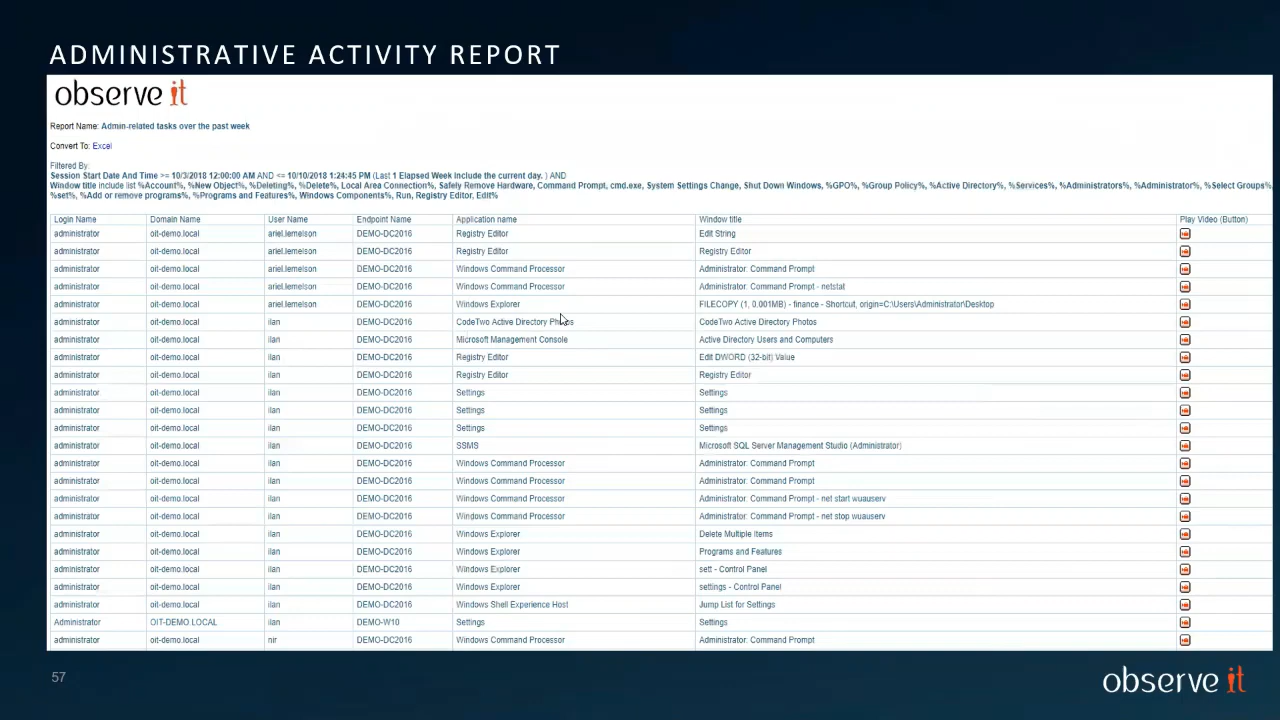 ADMINISTRATIVE ACTIVITY REPORT
observe it
Report Name: Admin-related tasks over the past week
Convert To: Excel
Filtered By:
Session Start Date And Time >= 10/3/2018 12:00:00 AM AND <= 10/10/2018 1:24:45 PM (Last 1 Elapsed Week Include the current day. ) AND
Window title include list %Account%, %New Object%, %Deleting%, %Delete%, Local Area Connection%, Safely Remove Hardware, Command Prompt, cmd.exe, System Settings Change, Shut Down Windows, %GPO%, %Group Policy%, %Active Directory%, %Services%, %Administrators%, %Administrator%, %Select Groups%,
%set%, %Add or remove programs%, %Programs and Features%, Windows Components%, Run, Registry Editor, Edit%
Login Name Domain Name User Name Endpoint Name Application name Window title Play Video (Button)
administrator oit-demo.local ariel.lemelson DEMO-DC2016 Registry Editor Edit String
administrator oit-demo.local ariel.lemelson DEMO-DC2016 Registry Editor Registry Editor
administrator oit-demo.local ariel.lemelson DEMO-DC2016 Windows Command Processor Administrator: Command Prompt
administrator oit-demo.local ariel.lemelson DEMO-DC2016 Windows Command Processor Administrator: Command Prompt - netstat
administrator oit-demo.local ariel.lemelson DEMO-DC2016 Windows Explorer FILECOPY (1, 0.001MB) - finance - Shortcut, origin=C:\Users\Administrator\Desktop
administrator oit-demo.local ilan DEMO-DC2016 CodeTwo Active Directory Photos CodeTwo Active Directory Photos
administrator oit-demo.local ilan DEMO-DC2016 Microsoft Management Console Active Directory Users and Computers
administrator oit-demo.local ilan DEMO-DC2016 Registry Editor Edit DWORD (32-bit) Value
administrator oit-demo.local ilan DEMO-DC2016 Registry Editor Registry Editor
administrator oit-demo.local ilan DEMO-DC2016 Settings Settings
administrator oit-demo.local ilan DEMO-DC2016 Settings Settings
administrator oit-demo.local ilan DEMO-DC2016 Settings Settings
administrator oit-demo.local ilan DEMO-DC2016 SSMS Microsoft SQL Server Management Studio (Administrator)
administrator oit-demo.local ilan DEMO-DC2016 Windows Command Processor Administrator: Command Prompt
administrator oit-demo.local ilan DEMO-DC2016 Windows Command Processor Administrator: Command Prompt
administrator oit-demo.local ilan DEMO-DC2016 Windows Command Processor Administrator: Command Prompt - net start wuauserv
administrator oit-demo.local ilan DEMO-DC2016 Windows Command Processor Administrator: Command Prompt - net stop wuauserv
administrator oit-demo.local ilan DEMO-DC2016 Windows Explorer Delete Multiple Items
administrator oit-demo.local ilan DEMO-DC2016 Windows Explorer Programs and Features
administrator oit-demo.local ilan DEMO-DC2016 Windows Explorer sett - Control Panel
administrator oit-demo.local ilan DEMO-DC2016 Windows Explorer settings - Control Panel
administrator oit-demo.local ilan DEMO-DC2016 Windows Shell Experience Host Jump List for Settings
Administrator OIT-DEMO.LOCAL ilan DEMO-W10 Settings Settings
administrator oit-demo.local nir DEMO-DC2016 Windows Command Processor Administrator: Command Prompt
57
observe it